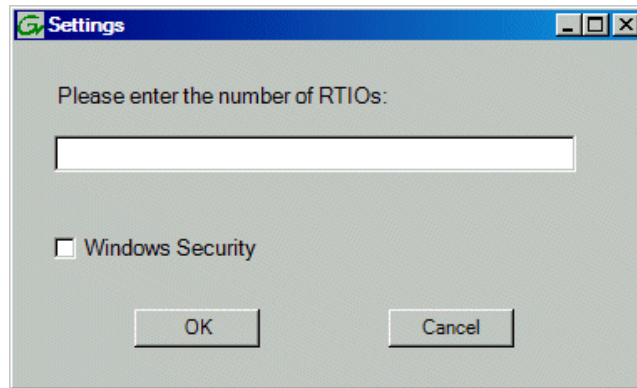 Settings
Please enter the number of RTIOs:
Windows Security
OK Cancel